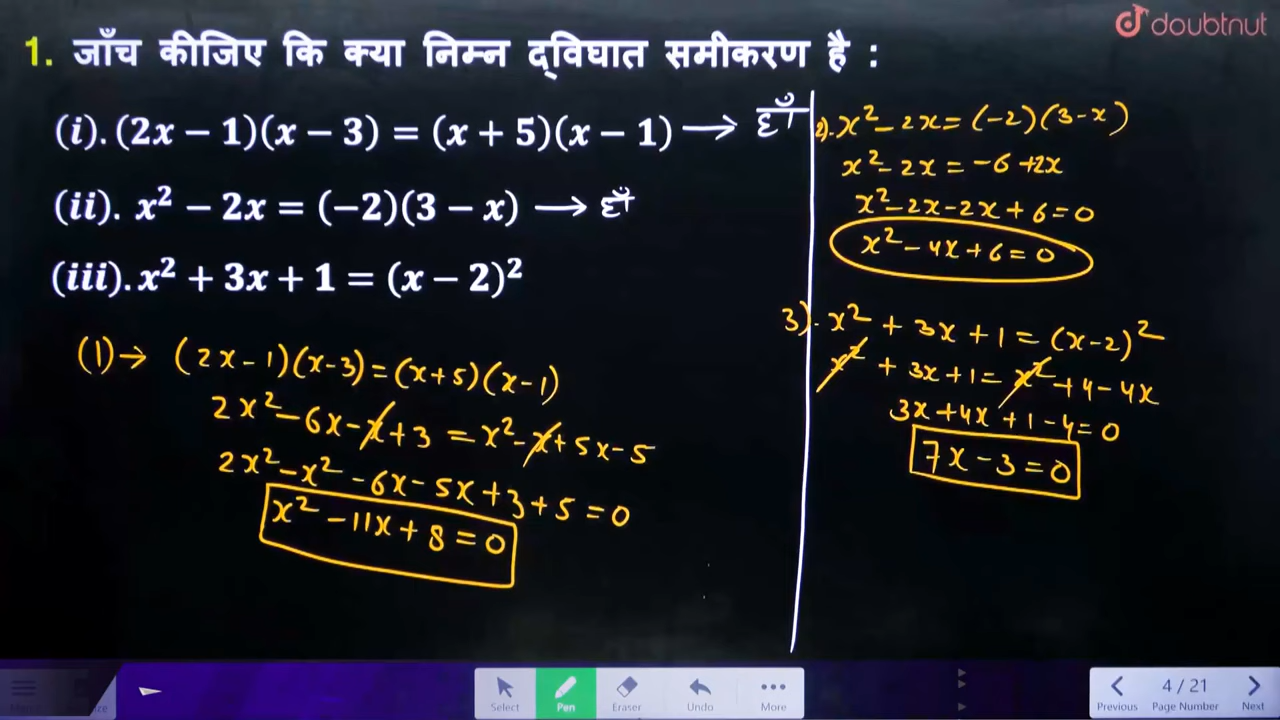 doubtnut
1. जाँच कीजिए कि क्या निम्न द्विघात समीकरण है :
(i). (2x − 1)(x − 3) = (x + 5)(x − 1) → हाँ
(ii). x² − 2x = (−2)(3 − x) → हाँ
(iii). x² + 3x + 1 = (x − 2)²
(1)→ (2x-1)(x-3)=(x+5)(x-1)
2x²-6x-x+3 = x²-x+5x-5
2x²-x²-6x-5x+3+5=0
x²-11x+8=0
2). x²-2x=(-2)(3-x)
x²-2x=-6+2x
x²-2x-2x+6=0
x²-4x+6=0
3). x²+3x+1=(x-2)²
x²+3x+1=x²+4-4x
3x+4x+1-4=0
7x-3=0
Select Pen Eraser Undo More
4 / 21
Previous Page Number Next